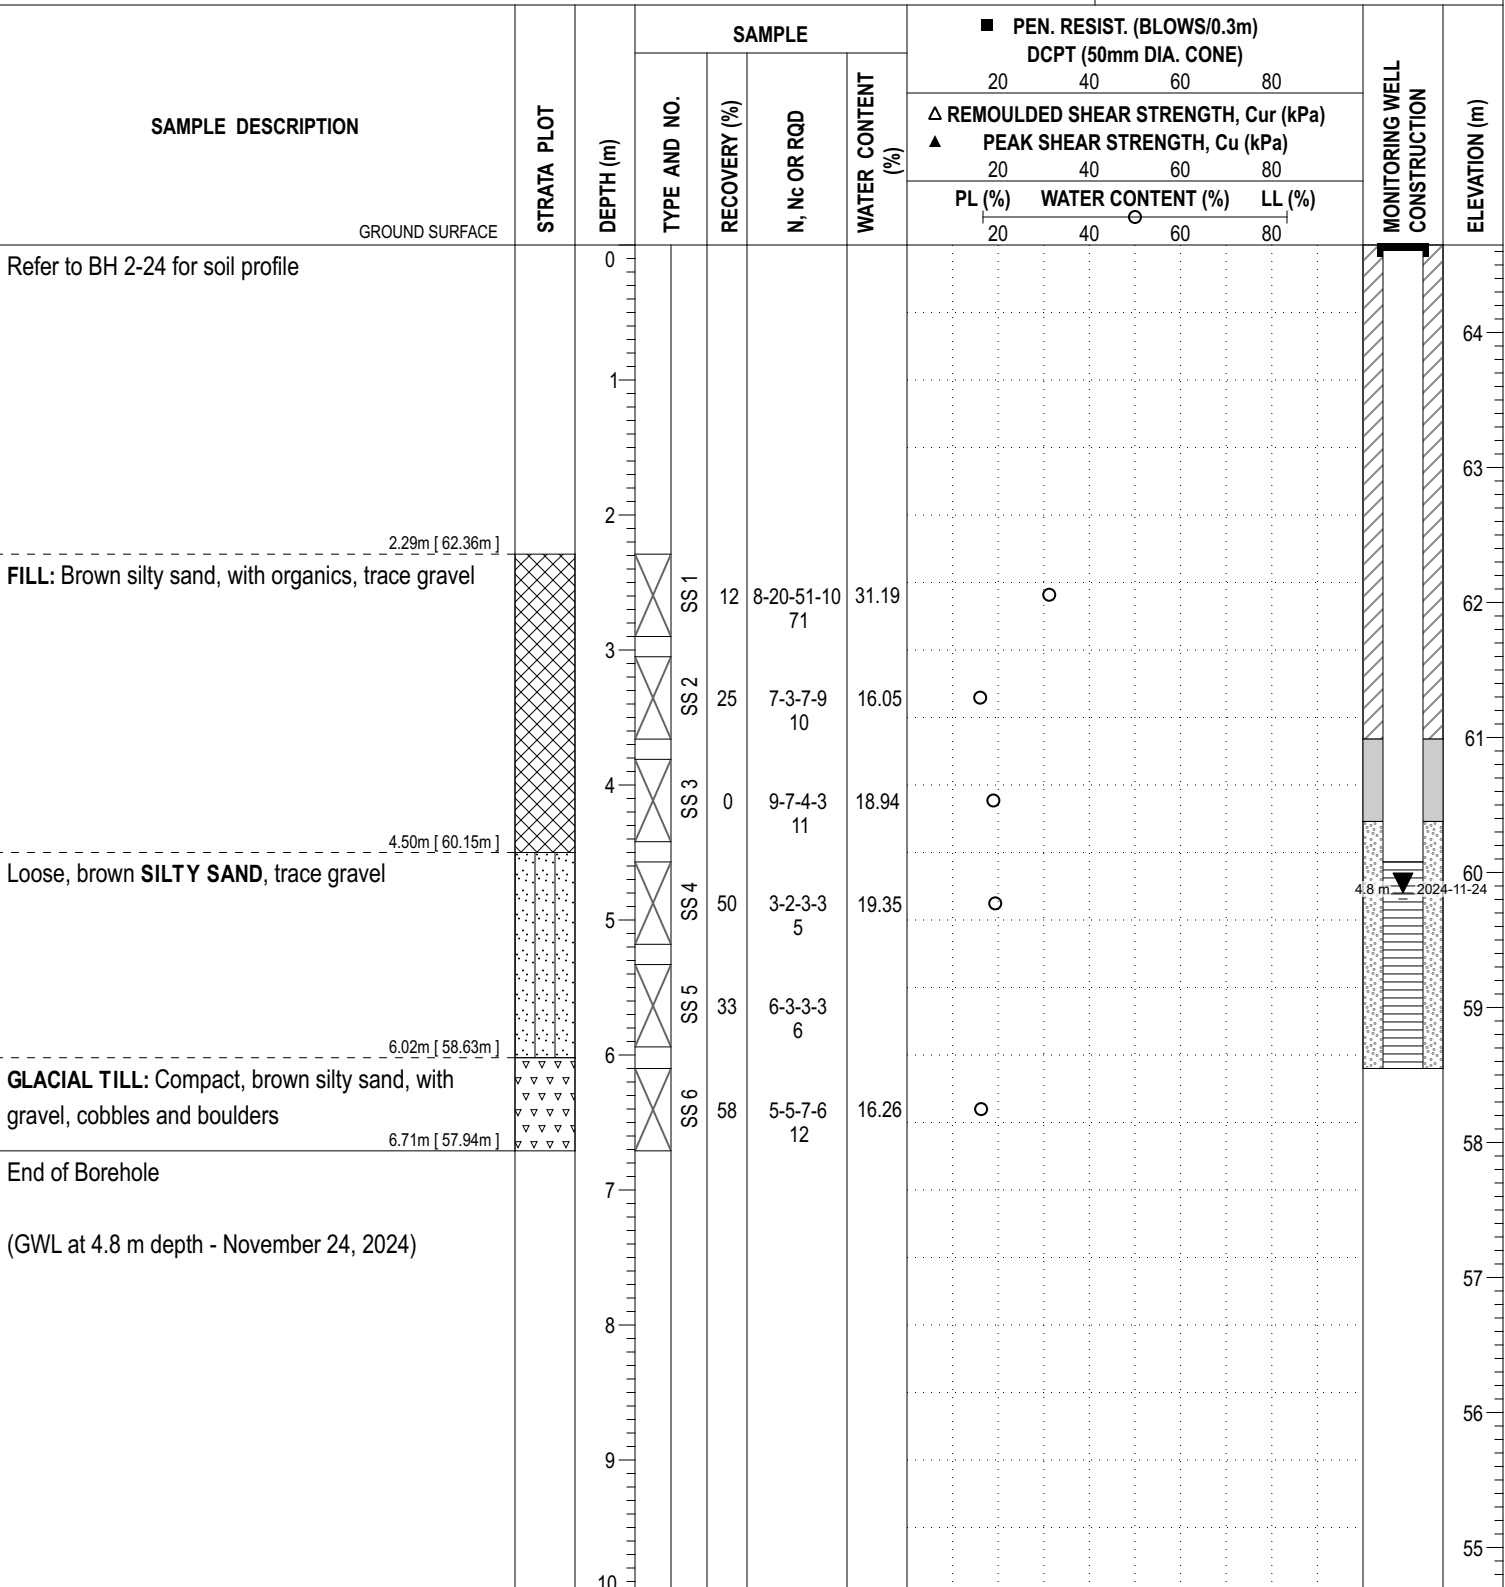 SAMPLE DESCRIPTION
GROUND SURFACE
STRATA PLOT
DEPTH (m)
SAMPLE
TYPE AND NO.
RECOVERY (%)
N, Nc OR RQD
WATER CONTENT
(%)
■ PEN. RESIST. (BLOWS/0.3m)
DCPT (50mm DIA. CONE)
20 40 60 80
△ REMOULDED SHEAR STRENGTH, Cur (kPa)
▲ PEAK SHEAR STRENGTH, Cu (kPa)
20 40 60 80
PL (%) WATER CONTENT (%) LL (%)
20 40 60 80
MONITORING WELL
CONSTRUCTION
ELEVATION (m)
Refer to BH 2-24 for soil profile
0
64
1
63
2
2.29m [ 62.36m ]
FILL: Brown silty sand, with organics, trace gravel
SS 1 12 8-20-51-10 31.19
71
62
3
SS 2 25 7-3-7-9 16.05
10
61
4
SS 3 0 9-7-4-3 18.94
11
4.50m [ 60.15m ]
Loose, brown SILTY SAND, trace gravel
60
4.8 m 2024-11-24
SS 4 50 3-2-3-3 19.35
5
5
SS 5 33 6-3-3-3
6
59
6.02m [ 58.63m ]
6
GLACIAL TILL: Compact, brown silty sand, with
gravel, cobbles and boulders
SS 6 58 5-5-7-6 16.26
12
6.71m [ 57.94m ]
58
End of Borehole
7
(GWL at 4.8 m depth - November 24, 2024)
57
8
56
9
55
10